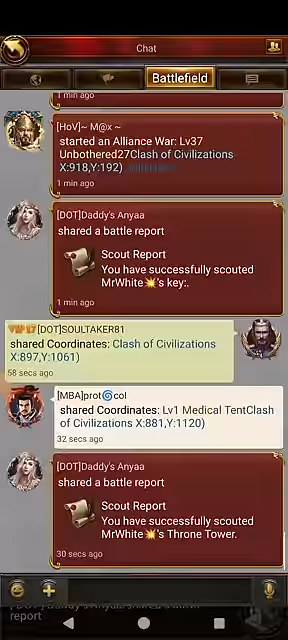 Chat
Battlefield
1 min ago
[HoV]~ M@x ~
started an Alliance War: Lv37
Unbothered27Clash of Civilizations
X:918,Y:192)
1 min ago
[DOT]Daddy's Anyaa
shared a battle report
Scout Report
You have successfully scouted
MrWhite💥's key:.
1 min ago
VIP 17 [DOT]SOULTAKER81
shared Coordinates: Clash of Civilizations
X:897,Y:1061)
58 secs ago
[MBA]prot🌀col
shared Coordinates: Lv1 Medical TentClash
of Civilizations X:881,Y:1120)
32 secs ago
[DOT]Daddy's Anyaa
shared a battle report
Scout Report
You have successfully scouted
MrWhite💥's Throne Tower.
30 secs ago
report